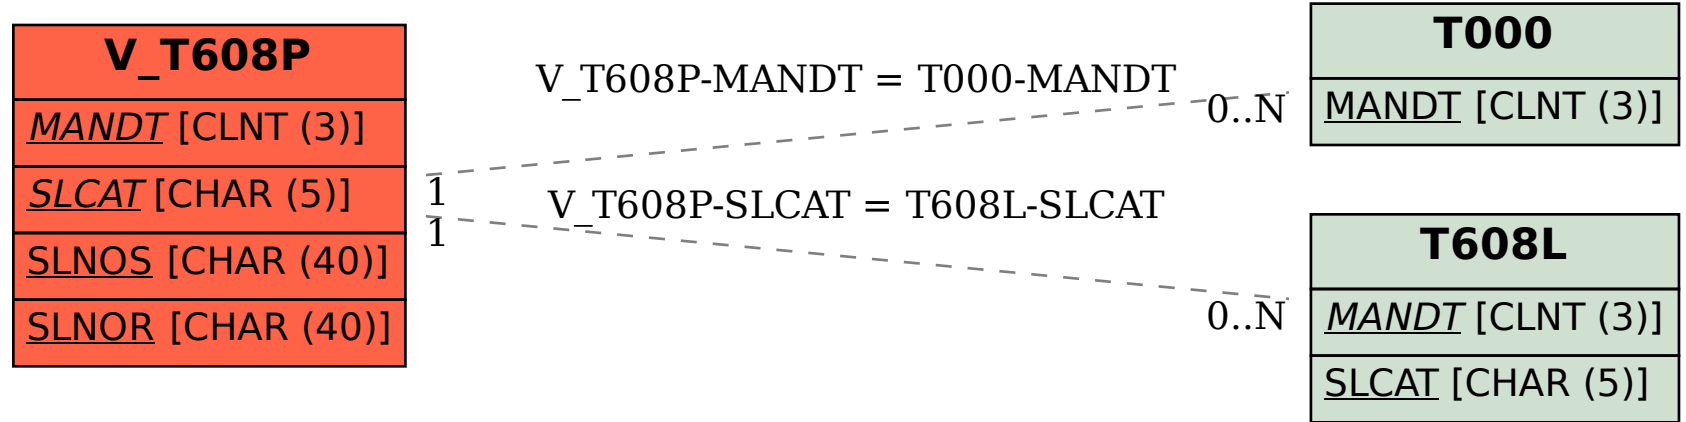 V_T608P
MANDT [CLNT (3)]
SLCAT [CHAR (5)]
SLNOS [CHAR (40)]
SLNOR [CHAR (40)]
V_T608P-MANDT = T000-MANDT
0..N
1
V_T608P-SLCAT = T608L-SLCAT
1
0..N
T000
MANDT [CLNT (3)]
T608L
MANDT [CLNT (3)]
SLCAT [CHAR (5)]